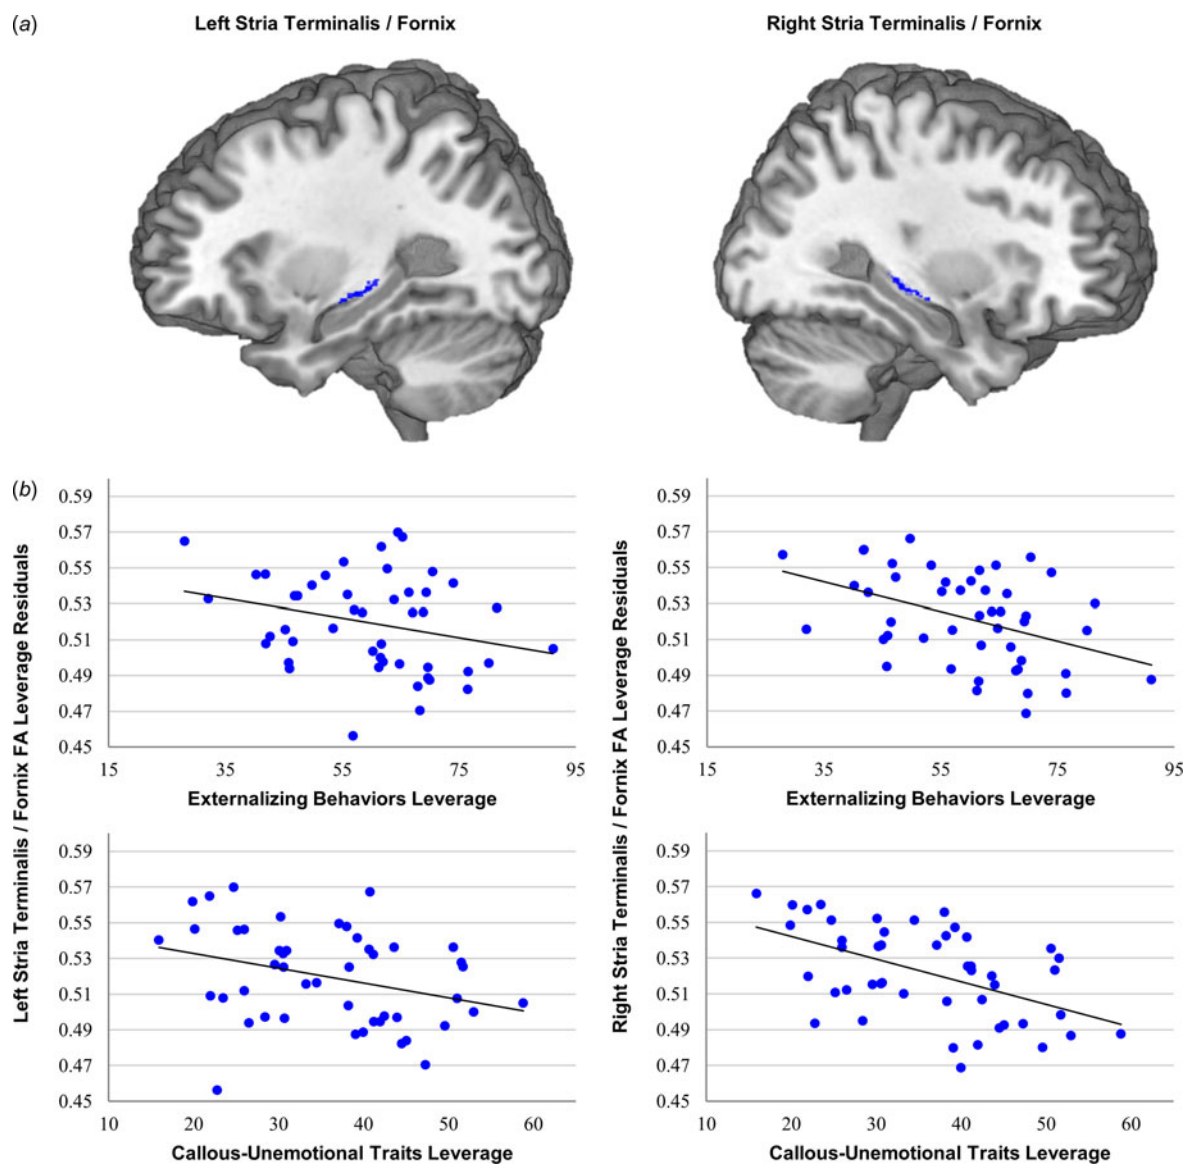 (a)
Left Stria Terminalis / Fornix
Right Stria Terminalis / Fornix
(b)
Left Stria Terminalis / Fornix FA Leverage Residuals
0.59
0.57
0.55
0.53
0.51
0.49
0.47
0.45
15 35 55 75 95
Externalizing Behaviors Leverage
0.59
0.57
0.55
0.53
0.51
0.49
0.47
0.45
10 20 30 40 50 60
Callous-Unemotional Traits Leverage
Right Stria Terminalis / Fornix FA Leverage Residuals
0.59
0.57
0.55
0.53
0.51
0.49
0.47
0.45
15 35 55 75 95
Externalizing Behaviors Leverage
0.59
0.57
0.55
0.53
0.51
0.49
0.47
0.45
10 20 30 40 50 60
Callous-Unemotional Traits Leverage